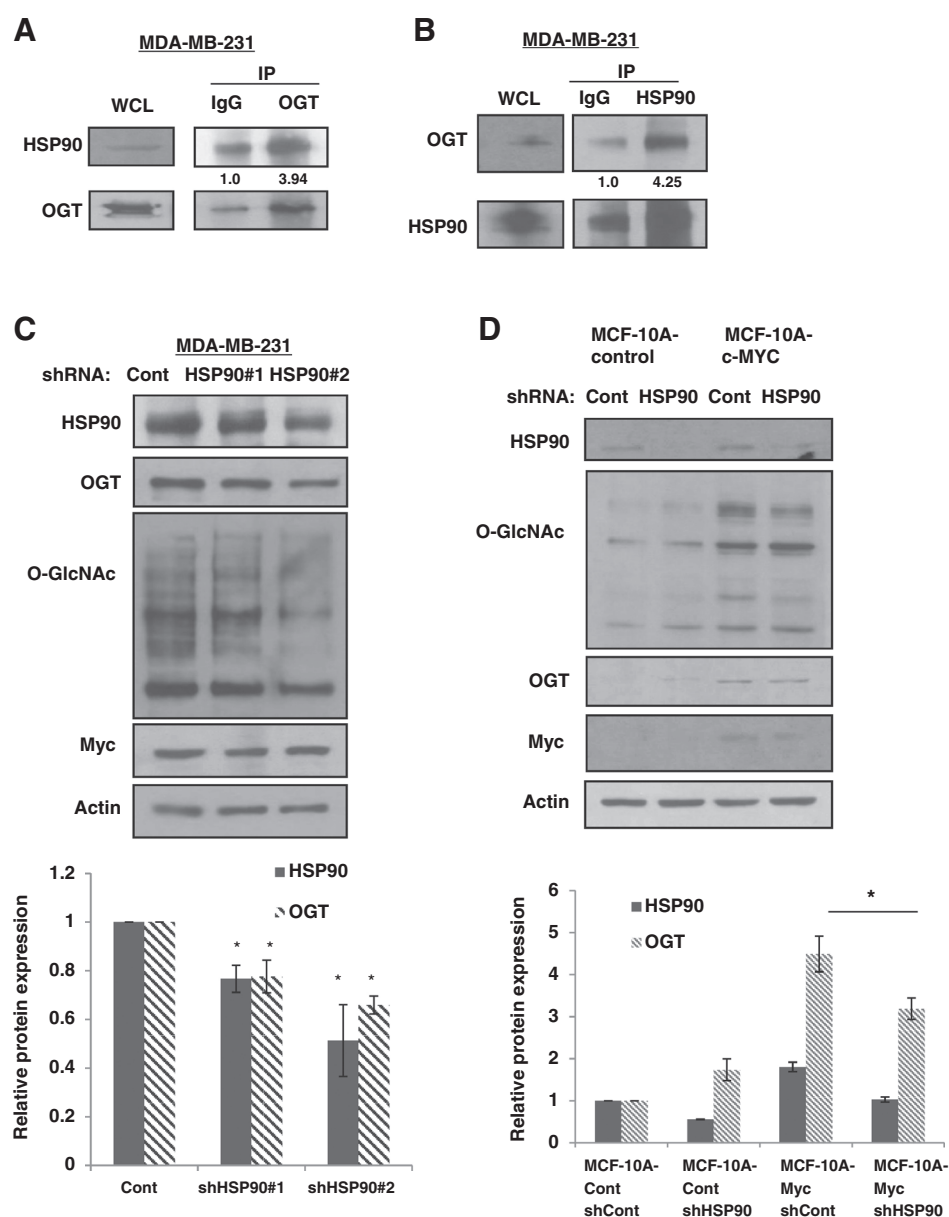 A
MDA-MB-231
IP
WCL IgG OGT
HSP90
1.0 3.94
OGT
B
MDA-MB-231
IP
WCL IgG HSP90
OGT
1.0 4.25
HSP90
C
MDA-MB-231
shRNA: Cont HSP90#1 HSP90#2
HSP90
OGT
O-GlcNAc
Myc
Actin
1.2
1
0.8
0.6
0.4
0.2
0
Relative protein expression
HSP90
OGT
* *
* *
Cont shHSP90#1 shHSP90#2
D
MCF-10A- MCF-10A-
control c-MYC
shRNA: Cont HSP90 Cont HSP90
HSP90
O-GlcNAc
OGT
Myc
Actin
6
5
4
3
2
1
0
Relative protein expression
HSP90
OGT
*
MCF-10A- MCF-10A- MCF-10A- MCF-10A-
Cont Cont Myc Myc
shCont shHSP90 shCont shHSP90